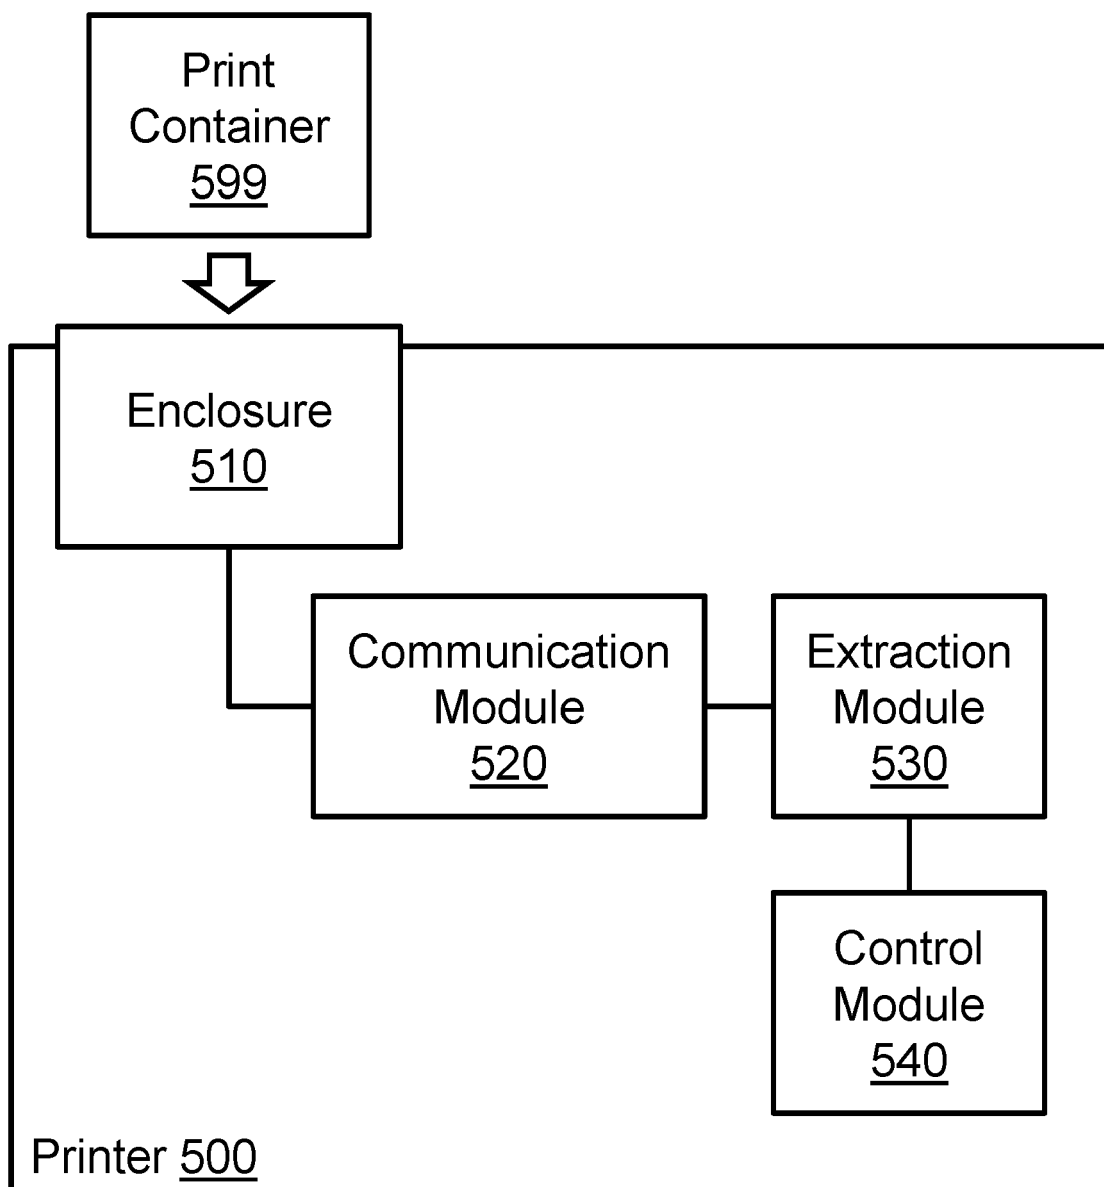 Print
Container
599
Enclosure
510
Communication
Module
520
Extraction
Module
530
Control
Module
540
Printer 500